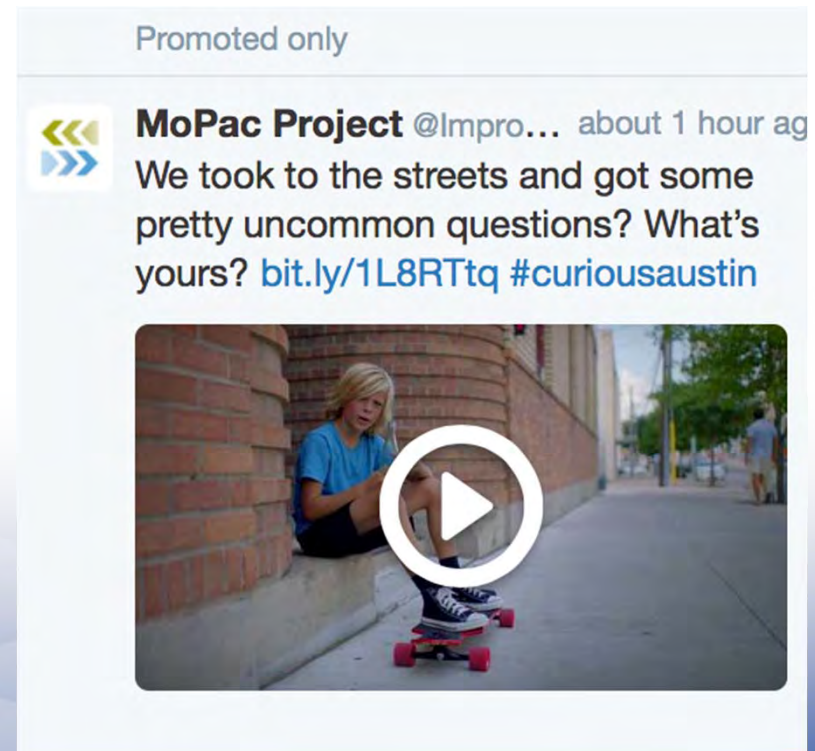 Promoted only
MoPac Project @Impro... about 1 hour ag
We took to the streets and got some
pretty uncommon questions? What's
yours? bit.ly/1L8RTtq #curiousaustin